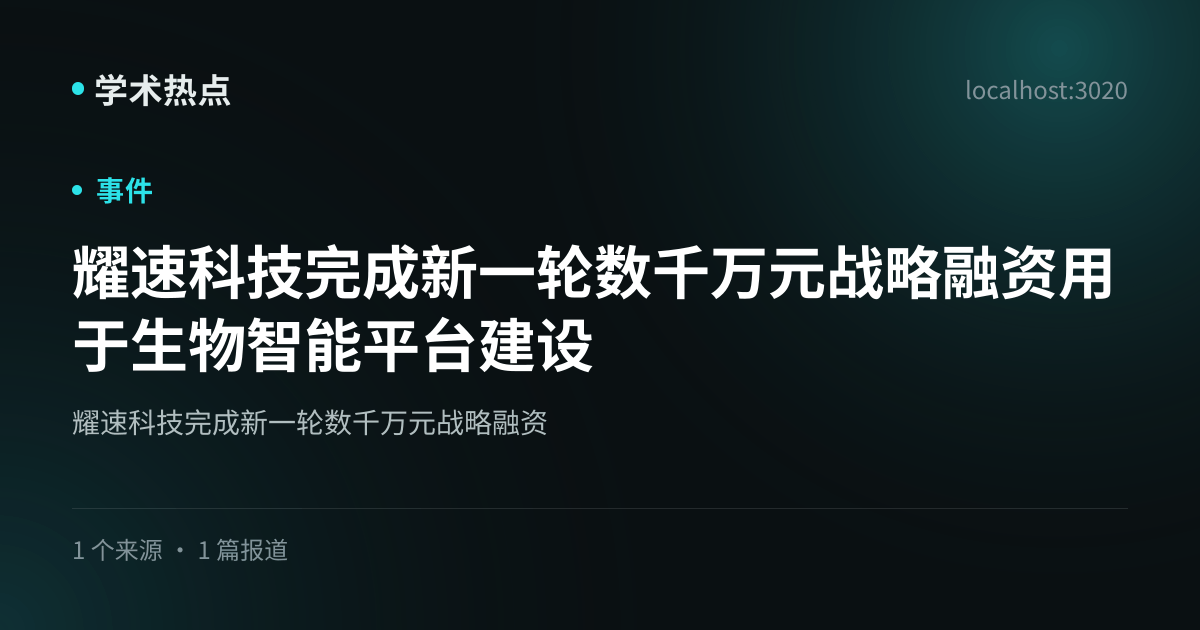 学术热点
localhost:3020
事件
耀速科技完成新一轮数千万元战略融资用
于生物智能平台建设
耀速科技完成新一轮数千万元战略融资
1 个来源 · 1 篇报道